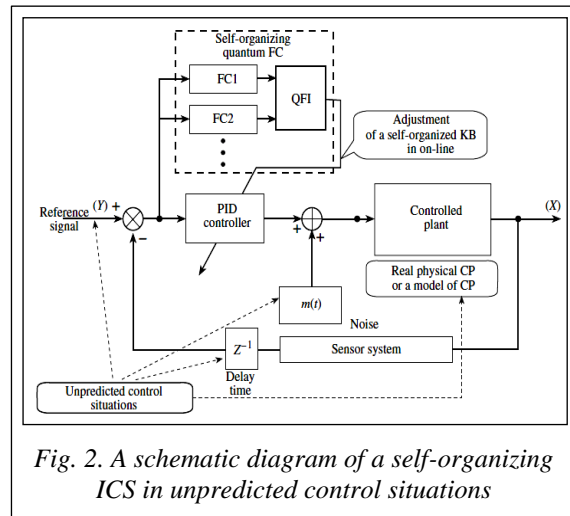 Self-organizing
quantum FC
FC1
QFI
FC2
Adjustment
of a self-organized KB
in on-line
Reference
signal
(Y)
+
−
PID
controller
+
+
Controlled
plant
(X)
Real physical CP
or a model of CP
m(t)
Noise
Z⁻¹
Sensor system
Delay
time
Unpredicted control
situations
Fig. 2. A schematic diagram of a self-organizing
ICS in unpredicted control situations